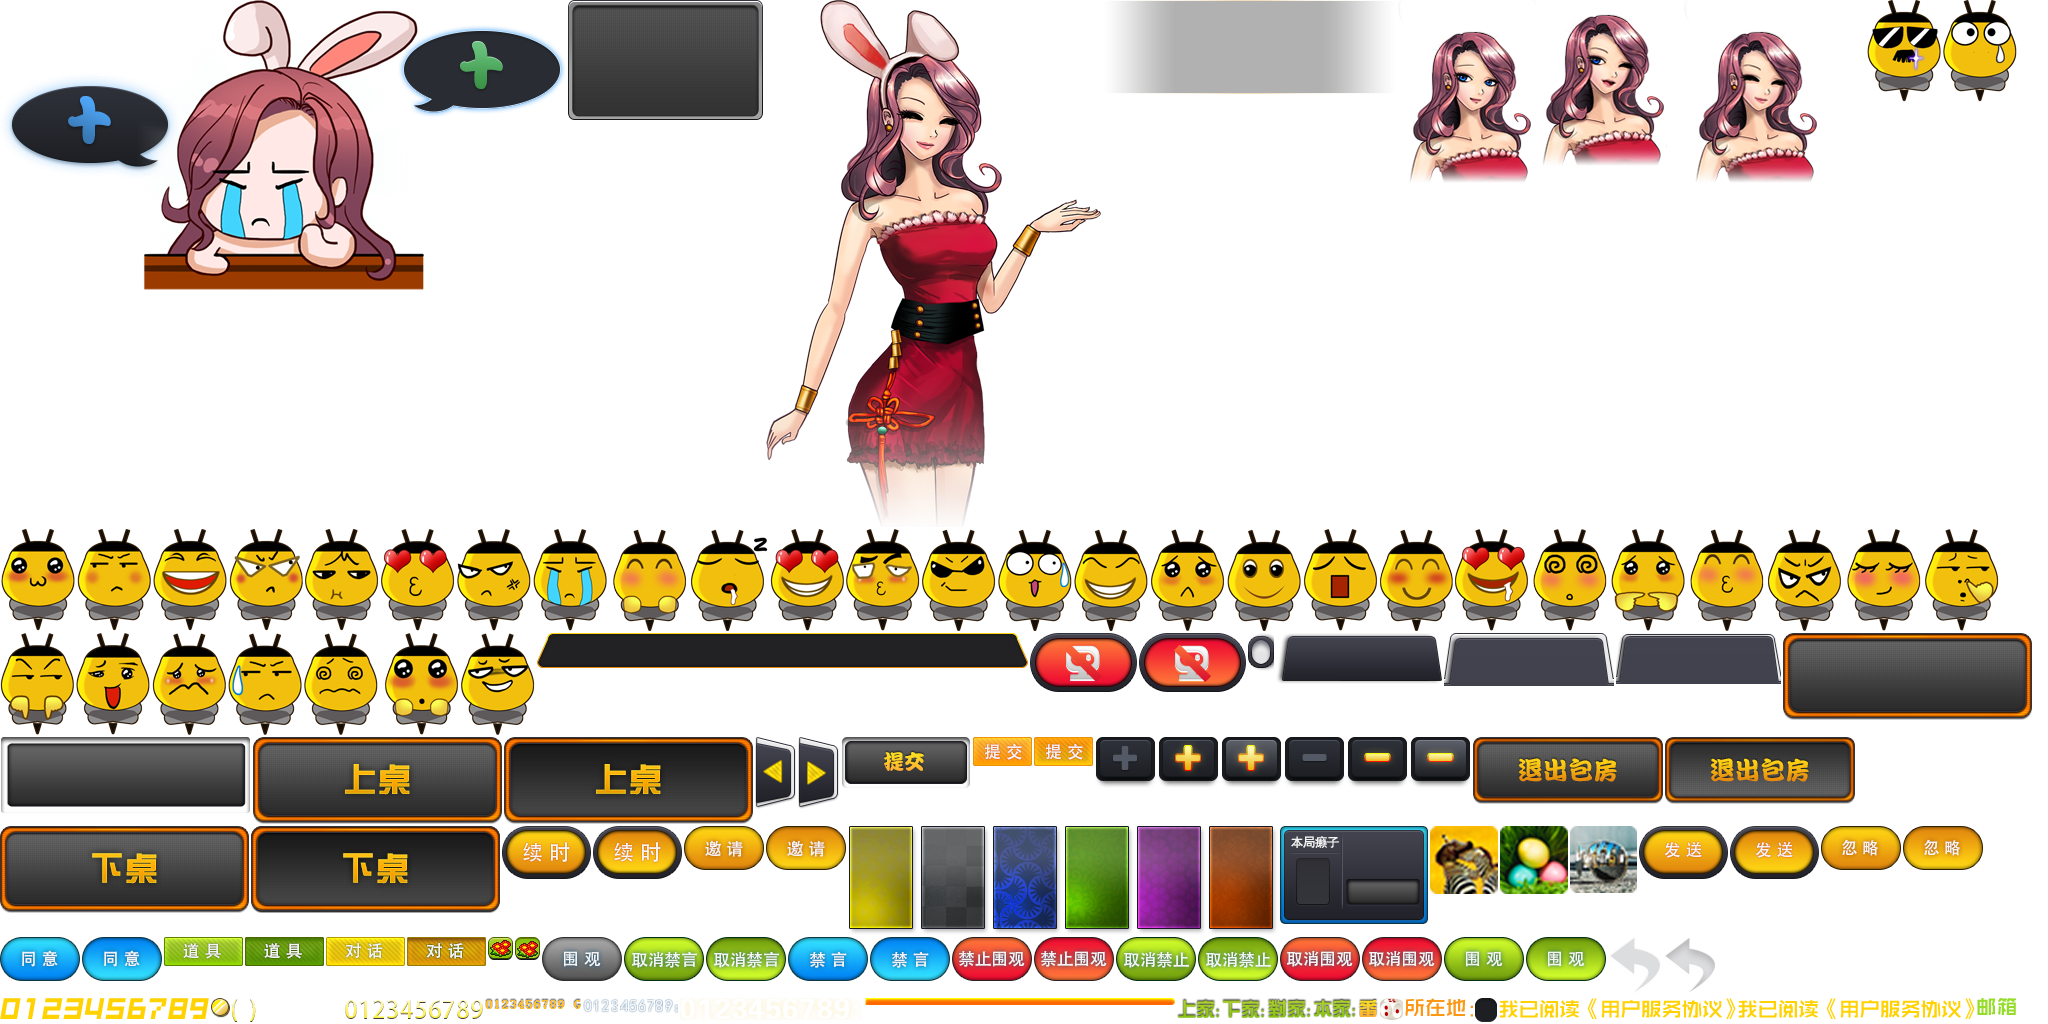 z
上桌 上桌 提交 提交 提交 退出包房 退出包房
下桌 下桌 续时 续时 邀请 邀请 本局癞子 发送 发送 忽略 忽略
同意 同意 道具 道具 对话 对话 围观 取消禁言 取消禁言 禁言 禁言 禁止围观 禁止围观 取消禁止 取消禁止 取消围观 取消围观 围观 围观
0123456789 ( ) 0123456789 0123456789 0123456789: 0123456789 上家: 下家: 对家: 本家: 番 所在地: 我已阅读《用户服务协议》我已阅读《用户服务协议》邮箱